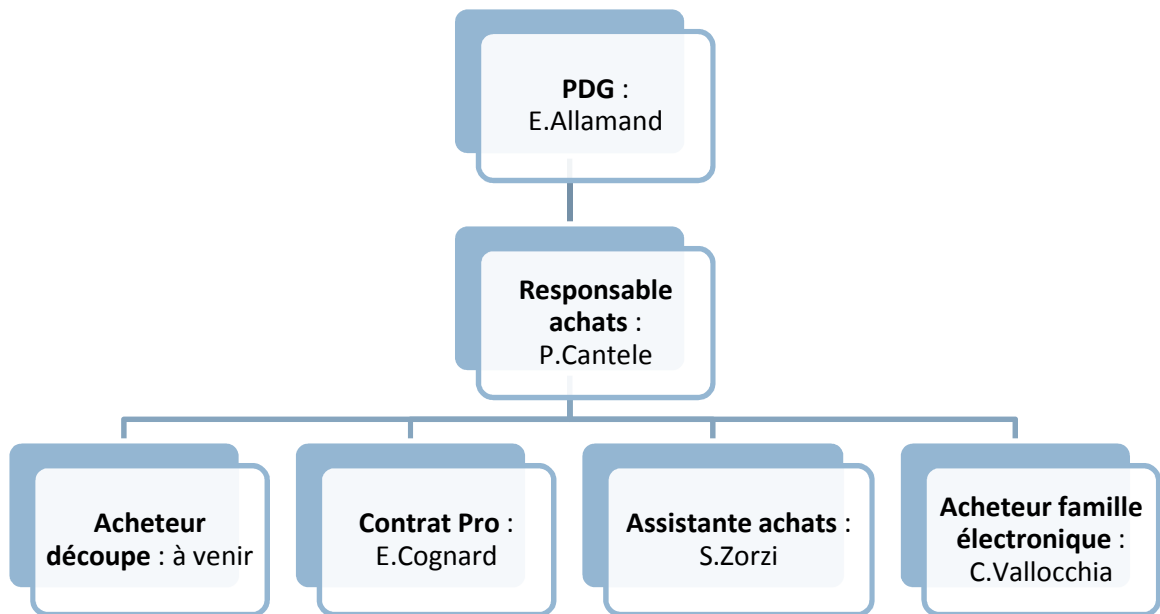 PDG :
E.Allamand
Responsable
achats :
P.Cantele
Acheteur
découpe : à venir
Contrat Pro :
E.Cognard
Assistante achats :
S.Zorzi
Acheteur famille
électronique :
C.Vallocchia